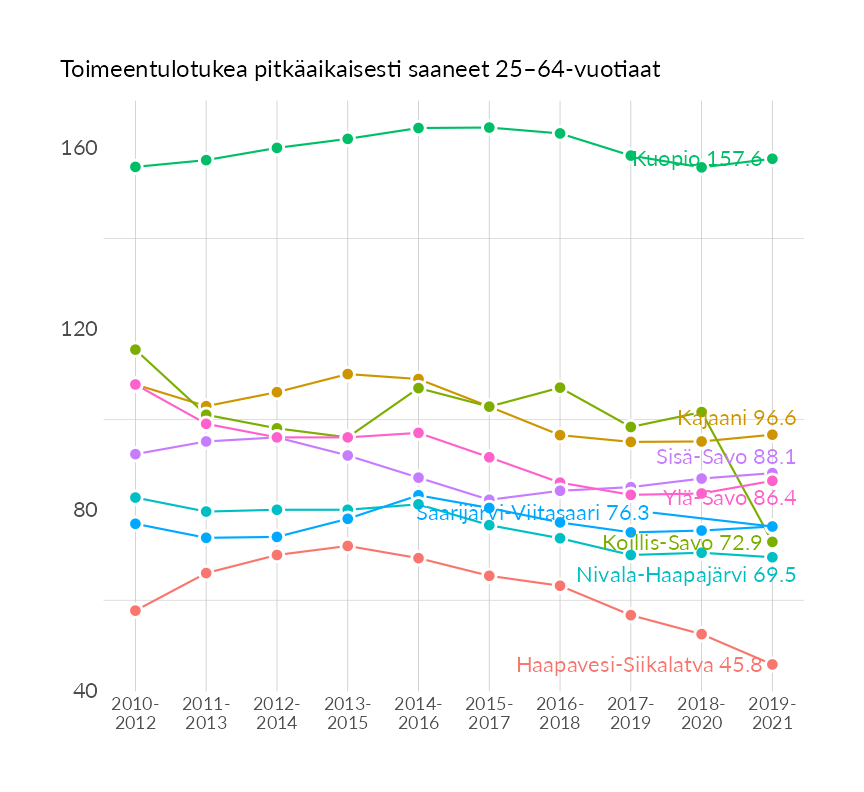 Toimeentulotukea pitkäaikaisesti saaneet 25–64-vuotiaat
160
Kuopio 157.6
120
Kajaani 96.6
Sisä-Savo 88.1
Ylä-Savo 86.4
80
Saarijärvi-Viitasaari 76.3
Koillis-Savo 72.9
Nivala-Haapajärvi 69.5
Haapavesi-Siikalatva 45.8
40
2010-
2012
2011-
2013
2012-
2014
2013-
2015
2014-
2016
2015-
2017
2016-
2018
2017-
2019
2018-
2020
2019-
2021